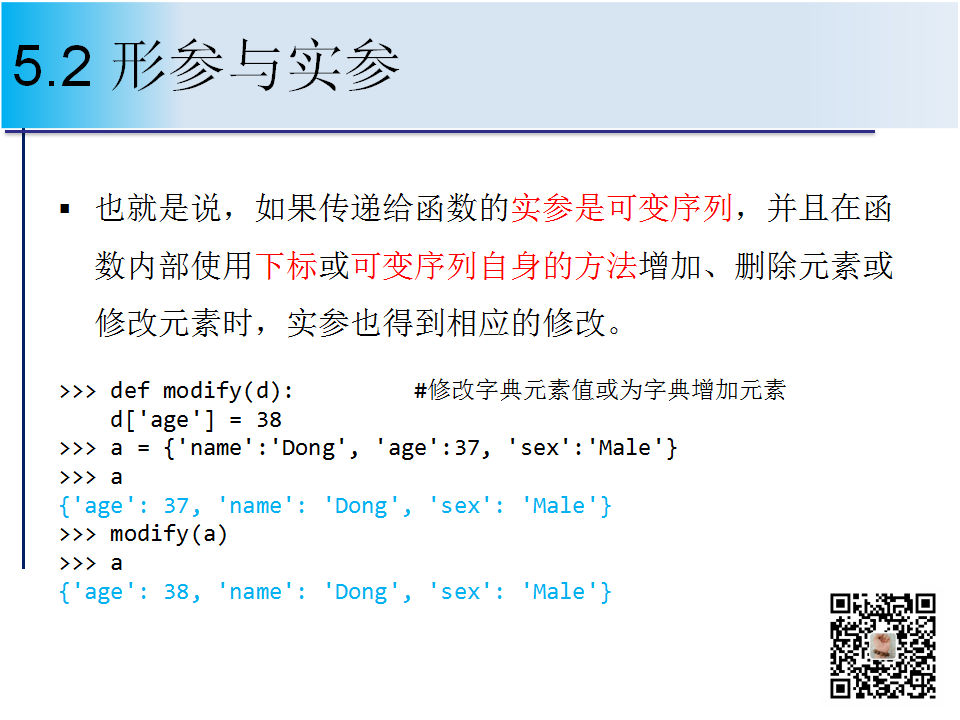 5.2 形参与实参
▪ 也就是说，如果传递给函数的实参是可变序列，并且在函
数内部使用下标或可变序列自身的方法增加、删除元素或
修改元素时，实参也得到相应的修改。
>>> def modify(d):         #修改字典元素值或为字典增加元素
    d['age'] = 38
>>> a = {'name':'Dong', 'age':37, 'sex':'Male'}
>>> a
{'age': 37, 'name': 'Dong', 'sex': 'Male'}
>>> modify(a)
>>> a
{'age': 38, 'name': 'Dong', 'sex': 'Male'}